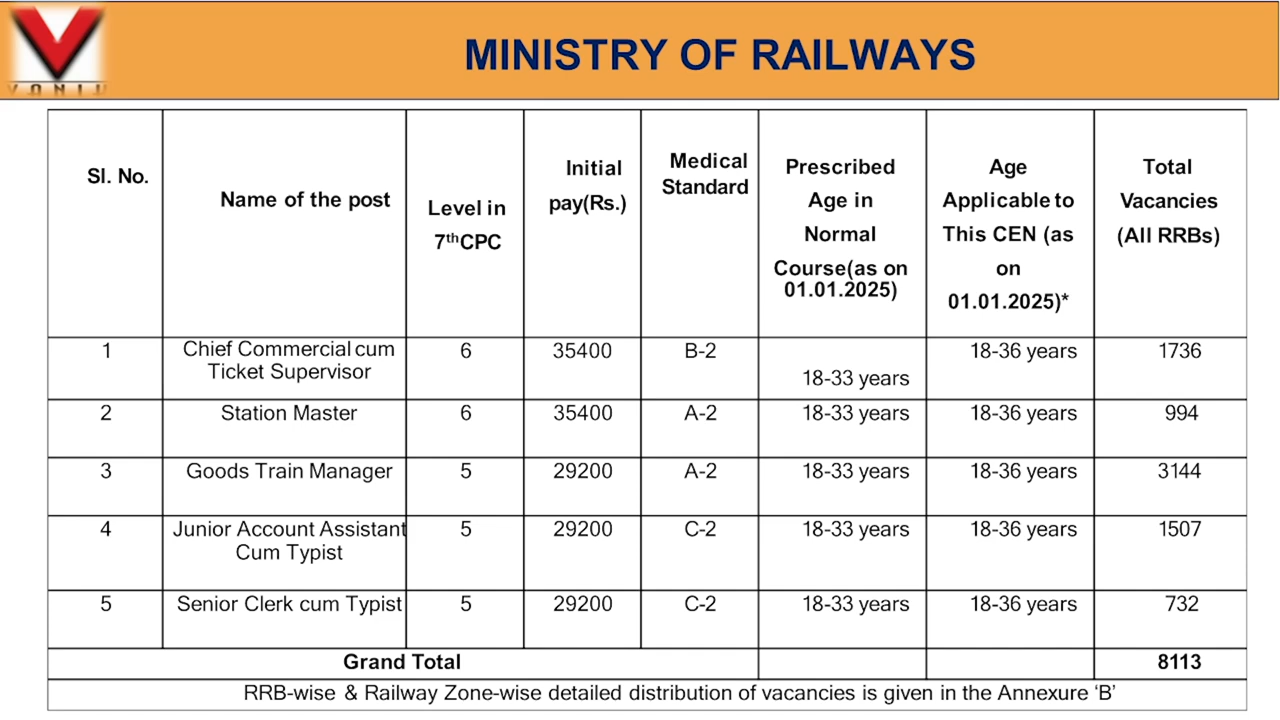 VANIJ
MINISTRY OF RAILWAYS
Sl. No.
Name of the post
Level in
7thCPC
Initial
pay(Rs.)
Medical
Standard
Prescribed
Age in
Normal
Course(as on
01.01.2025)
Age
Applicable to
This CEN (as
on
01.01.2025)*
Total
Vacancies
(All RRBs)
1 Chief Commercial cum Ticket Supervisor 6 35400 B-2 18-33 years 18-36 years 1736
2 Station Master 6 35400 A-2 18-33 years 18-36 years 994
3 Goods Train Manager 5 29200 A-2 18-33 years 18-36 years 3144
4 Junior Account Assistant Cum Typist 5 29200 C-2 18-33 years 18-36 years 1507
5 Senior Clerk cum Typist 5 29200 C-2 18-33 years 18-36 years 732
Grand Total 8113
RRB-wise & Railway Zone-wise detailed distribution of vacancies is given in the Annexure ‘B’